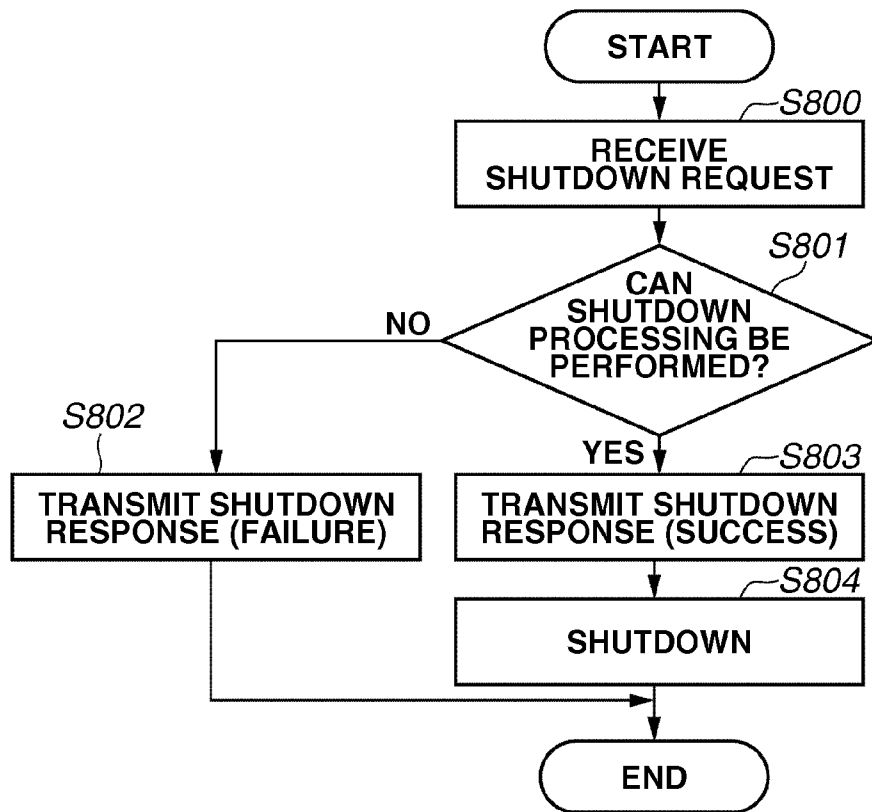 START
S800
RECEIVE
SHUTDOWN REQUEST
S801
CAN
SHUTDOWN
PROCESSING BE
PERFORMED?
NO
YES
S802
TRANSMIT SHUTDOWN
RESPONSE (FAILURE)
S803
TRANSMIT SHUTDOWN
RESPONSE (SUCCESS)
S804
SHUTDOWN
END